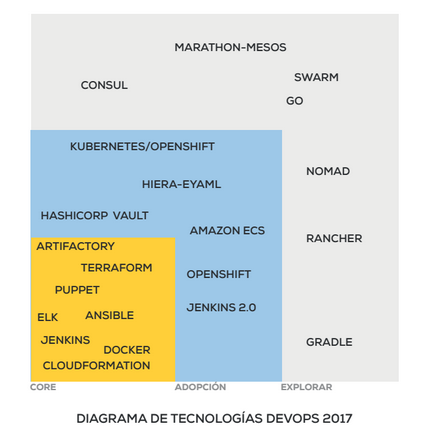 MARATHON-MESOS
SWARM
CONSUL
GO
KUBERNETES/OPENSHIFT
NOMAD
HIERA-EYAML
HASHICORP VAULT
AMAZON ECS
RANCHER
ARTIFACTORY
TERRAFORM
OPENSHIFT
PUPPET
JENKINS 2.0
ELK
ANSIBLE
JENKINS
GRADLE
DOCKER
CLOUDFORMATION
CORE
ADOPCIÓN
EXPLORAR
DIAGRAMA DE TECNOLOGÍAS DEVOPS 2017